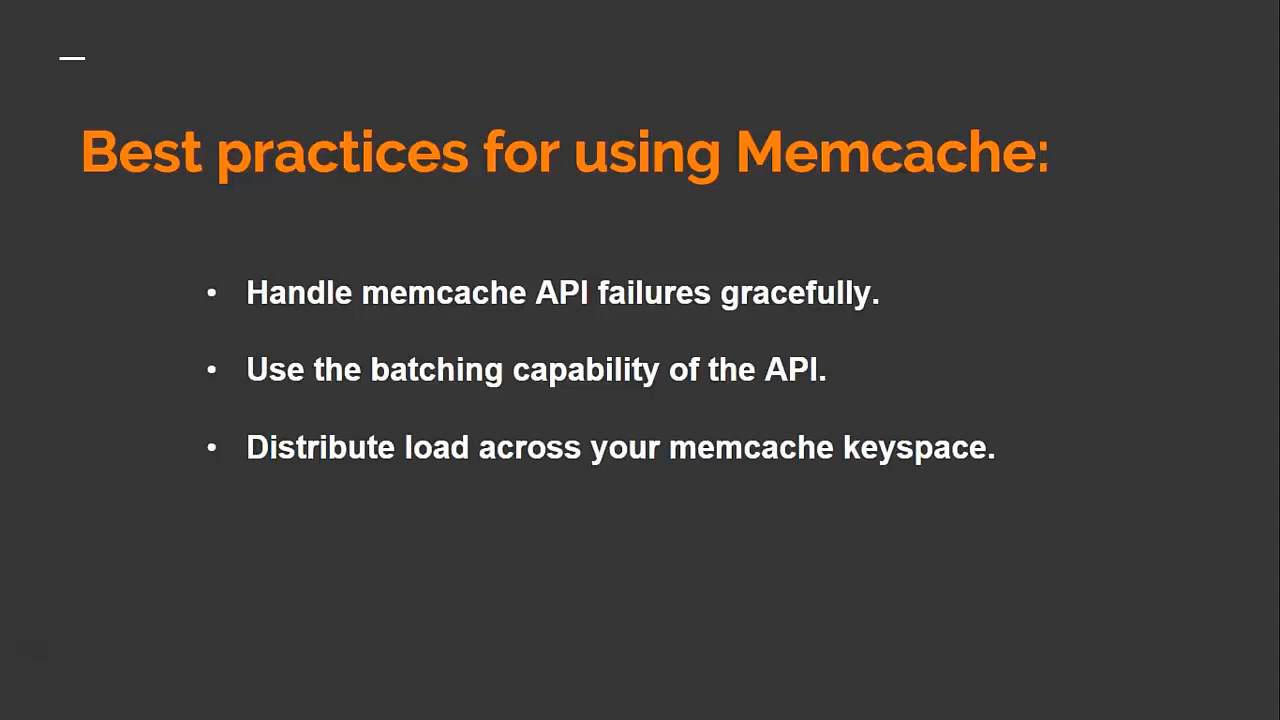 Best practices for using Memcache:
• Handle memcache API failures gracefully.
• Use the batching capability of the API.
• Distribute load across your memcache keyspace.